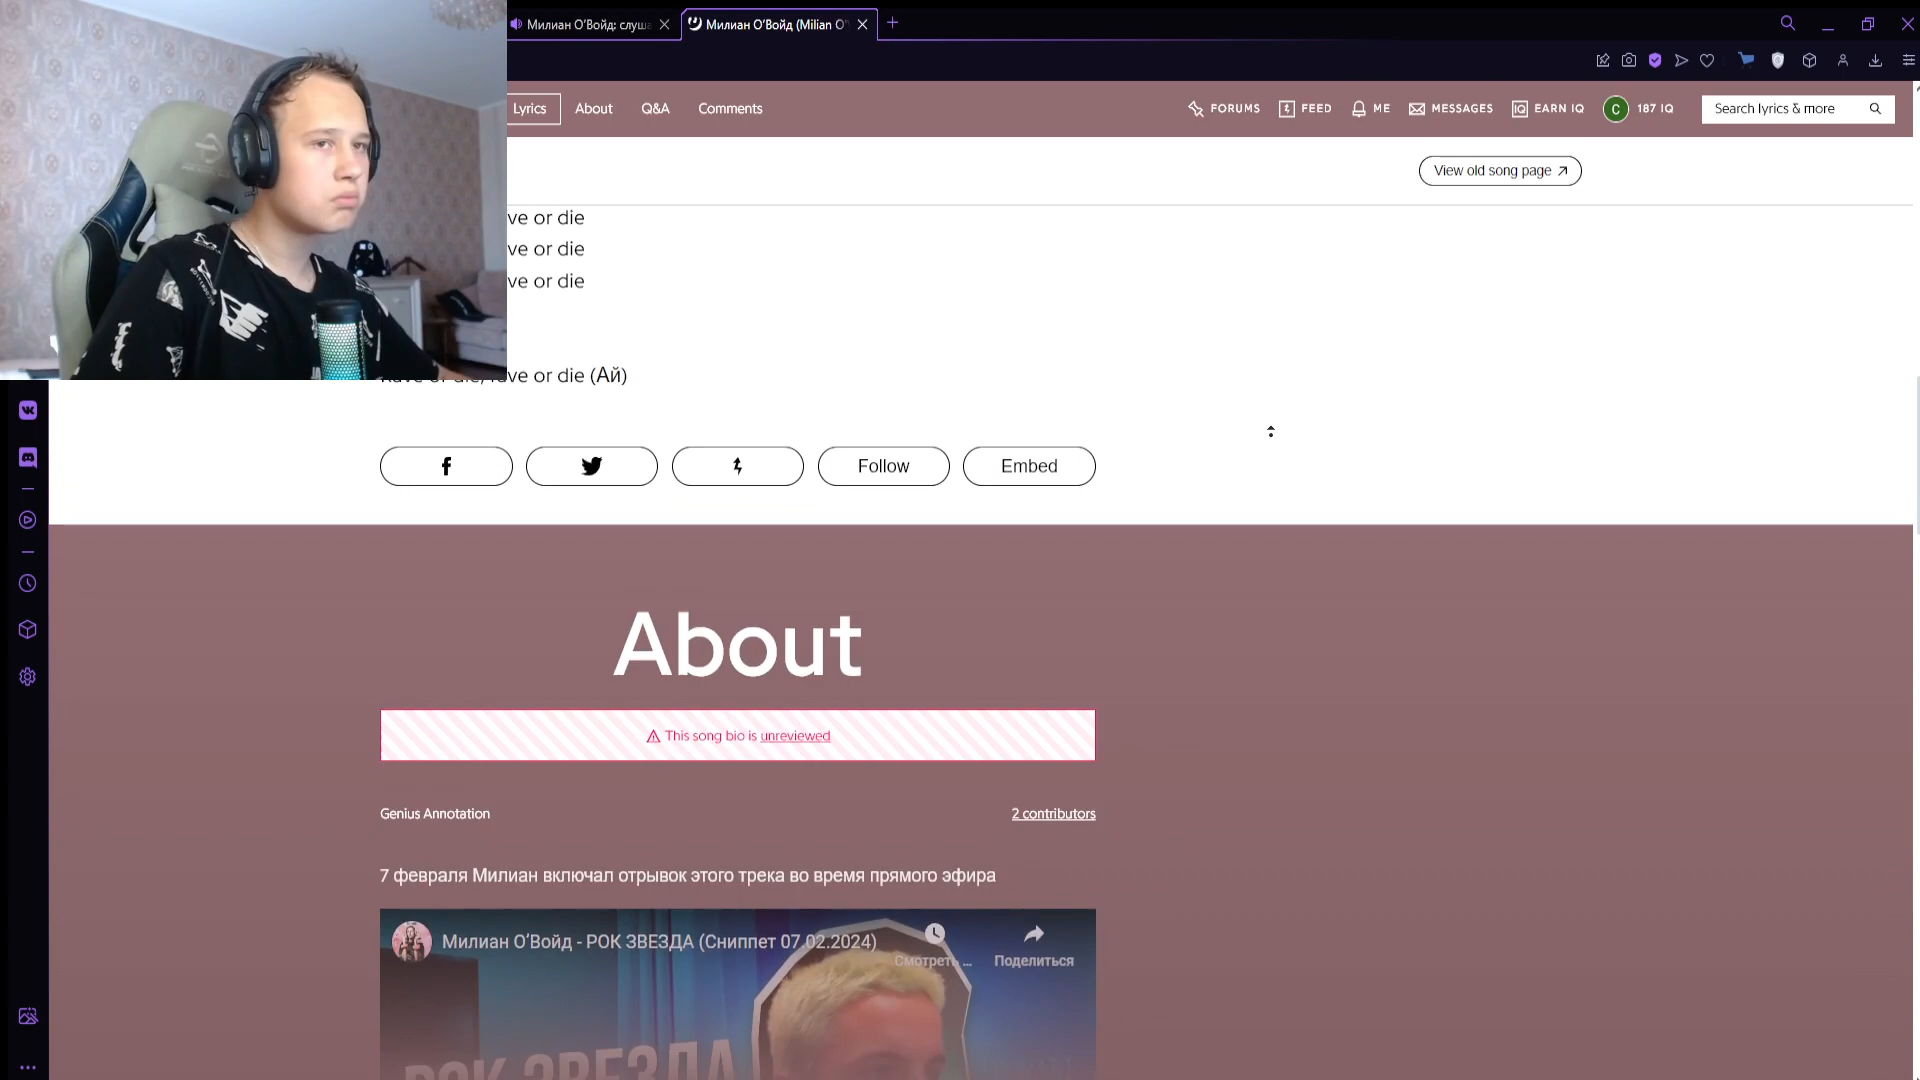 Милиан О'Войд: слуша
Милиан О'Войд (Milian O'
Lyrics
About
Q&A
Comments
FORUMS
FEED
ME
MESSAGES
EARN IQ
C
187 IQ
Search lyrics & more
View old song page
ve or die
ve or die
ve or die
ve or die (Ай)
Follow
Embed
About
This song bio is unreviewed
Genius Annotation
2 contributors
7 февраля Милиан включал отрывок этого трека во время прямого эфира
Милиан О'Войд - РОК ЗВЕЗДА (Сниппет 07.02.2024)
Смотреть ...
Поделиться
РОК ЗВЕЗДА